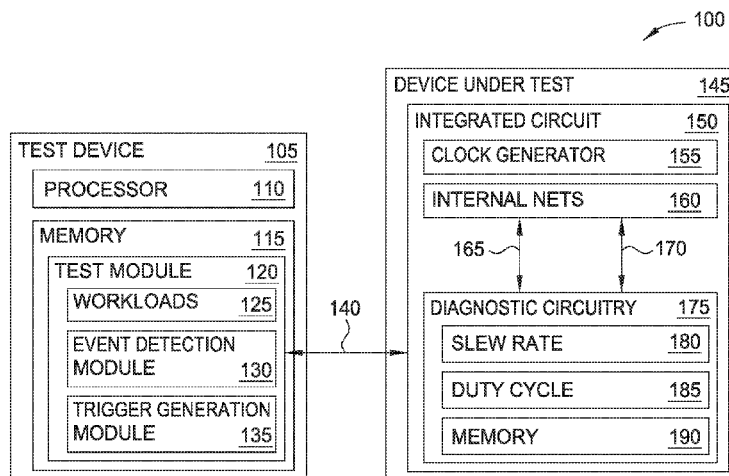 100
DEVICE UNDER TEST 145
INTEGRATED CIRCUIT 150
CLOCK GENERATOR 155
INTERNAL NETS 160
165
170
DIAGNOSTIC CIRCUITRY 175
SLEW RATE 180
DUTY CYCLE 185
MEMORY 190
TEST DEVICE 105
PROCESSOR 110
MEMORY 115
TEST MODULE 120
WORKLOADS 125
EVENT DETECTION
MODULE 130
TRIGGER GENERATION
MODULE 135
140